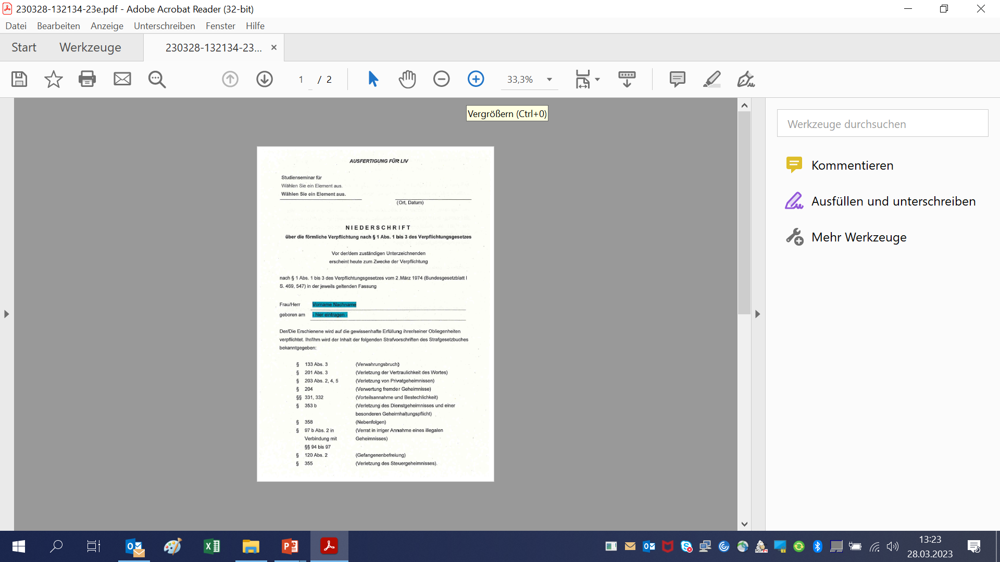 230328-132134-23e.pdf - Adobe Acrobat Reader (32-bit)
Datei Bearbeiten Anzeige Unterschreiben Fenster Hilfe
Start Werkzeuge 230328-132134-23... ×
1 / 2 33,3%
Vergrößern (Ctrl+0)
AUSFERTIGUNG FÜR LIV
Studienseminar für
Wählen Sie ein Element aus.
Wählen Sie ein Element aus.
(Ort, Datum)
NIEDERSCHRIFT
über die förmliche Verpflichtung nach § 1 Abs. 1 bis 3 des Verpflichtungsgesetzes
Vor der/dem zuständigen Unterzeichnenden
erscheint heute zum Zwecke der Verpflichtung
nach § 1 Abs. 1 bis 3 des Verpflichtungsgesetzes vom 2.März 1974 (Bundesgesetzblatt I
S. 469, 547) in der jeweils geltenden Fassung
Frau/Herr Vorname Nachname
geboren am - hier eintragen -
Der/Die Erschienene wird auf die gewissenhafte Erfüllung ihrer/seiner Obliegenheiten
verpflichtet. Ihr/Ihm wird der Inhalt der folgenden Strafvorschriften des Strafgesetzbuches
bekanntgegeben:
§ 133 Abs. 3 (Verwahrungsbruch)
§ 201 Abs. 3 (Verletzung der Vertraulichkeit des Wortes)
§ 203 Abs. 2, 4, 5 (Verletzung von Privatgeheimnissen)
§ 204 (Verwertung fremder Geheimnisse)
§§ 331, 332 (Vorteilsannahme und Bestechlichkeit)
§ 353 b (Verletzung des Dienstgeheimnisses und einer
besonderen Geheimhaltungspflicht)
§ 358 (Nebenfolgen)
§ 97 b Abs. 2 in (Verrat in irriger Annahme eines illegalen
Verbindung mit Geheimnisses)
§§ 94 bis 97
§ 120 Abs. 2 (Gefangenenbefreiung)
§ 355 (Verletzung des Steuergeheimnisses).
Werkzeuge durchsuchen
Kommentieren
Ausfüllen und unterschreiben
Mehr Werkzeuge
13:23
28.03.2023